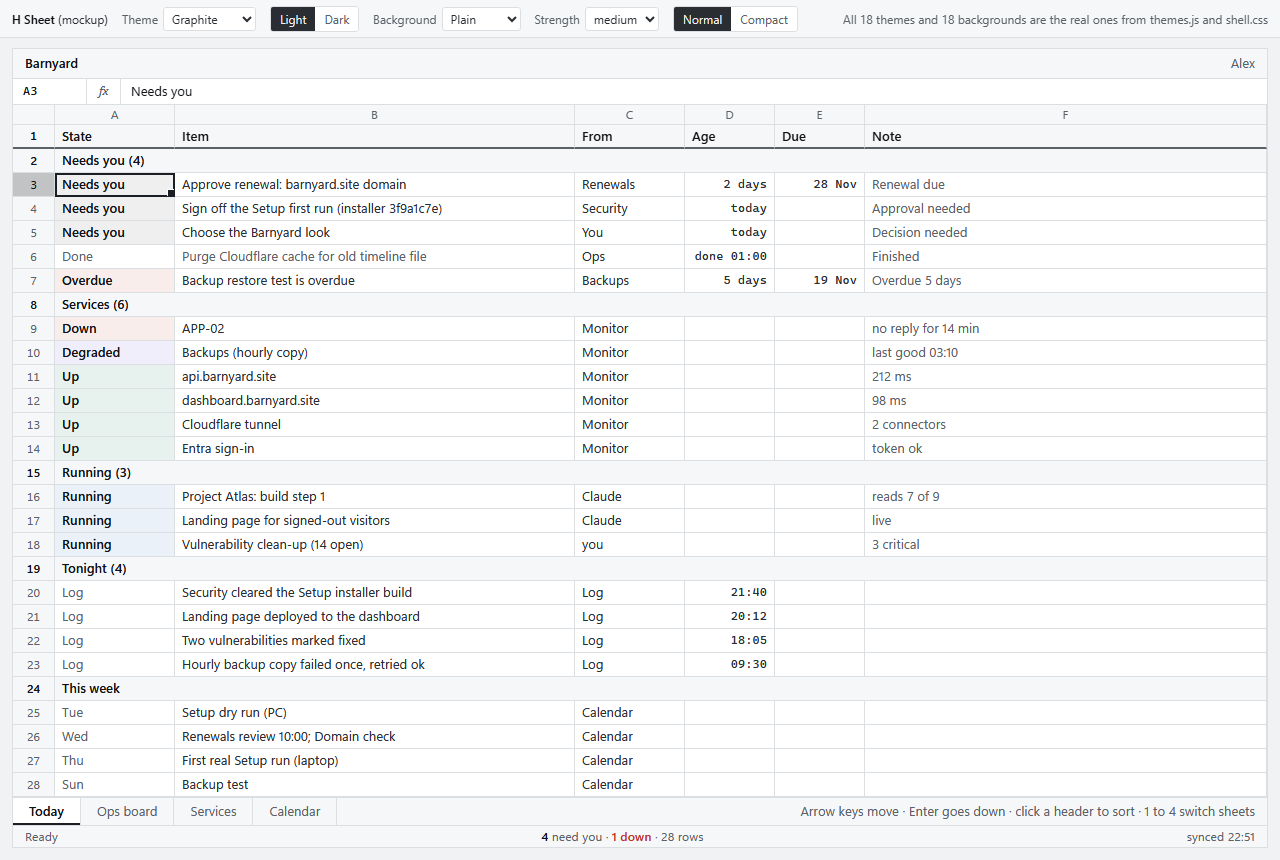 H Sheet (mockup) Theme Graphite Light Dark Background Plain Strength medium Normal Compact All 18 themes and 18 backgrounds are the real ones from themes.js and shell.css
Barnyard Alex
A3 fx Needs you
A B C D E F
1 State Item From Age Due Note
2 Needs you (4)
3 Needs you Approve renewal: barnyard.site domain Renewals 2 days 28 Nov Renewal due
4 Needs you Sign off the Setup first run (installer 3f9a1c7e) Security today Approval needed
5 Needs you Choose the Barnyard look You today Decision needed
6 Done Purge Cloudflare cache for old timeline file Ops done 01:00 Finished
7 Overdue Backup restore test is overdue Backups 5 days 19 Nov Overdue 5 days
8 Services (6)
9 Down APP-02 Monitor no reply for 14 min
10 Degraded Backups (hourly copy) Monitor last good 03:10
11 Up api.barnyard.site Monitor 212 ms
12 Up dashboard.barnyard.site Monitor 98 ms
13 Up Cloudflare tunnel Monitor 2 connectors
14 Up Entra sign-in Monitor token ok
15 Running (3)
16 Running Project Atlas: build step 1 Claude reads 7 of 9
17 Running Landing page for signed-out visitors Claude live
18 Running Vulnerability clean-up (14 open) you 3 critical
19 Tonight (4)
20 Log Security cleared the Setup installer build Log 21:40
21 Log Landing page deployed to the dashboard Log 20:12
22 Log Two vulnerabilities marked fixed Log 18:05
23 Log Hourly backup copy failed once, retried ok Log 09:30
24 This week
25 Tue Setup dry run (PC) Calendar
26 Wed Renewals review 10:00; Domain check Calendar
27 Thu First real Setup run (laptop) Calendar
28 Sun Backup test Calendar
Today Ops board Services Calendar Arrow keys move · Enter goes down · click a header to sort · 1 to 4 switch sheets
Ready 4 need you · 1 down · 28 rows synced 22:51